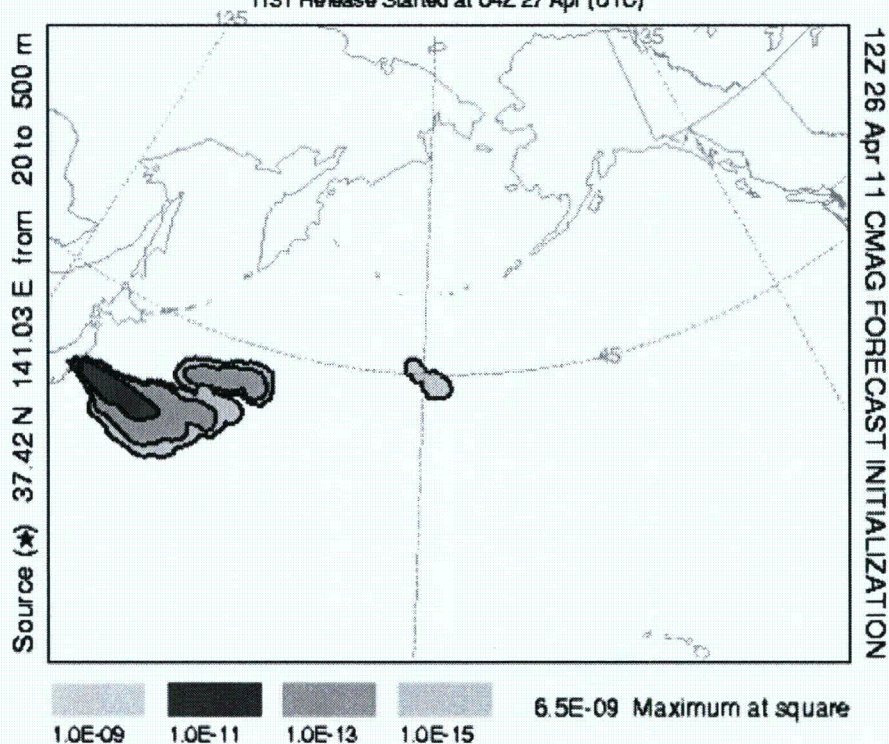 I131 Release Started at 04Z 27 Apr (UTC)
135
-135
45
Source (★) 37.42 N 141.03 E from 20 to 500 m
12Z 26 Apr 11 CMAG FORECAST INITIALIZATION
6.5E-09 Maximum at square
1.0E-09 1.0E-11 1.0E-13 1.0E-15